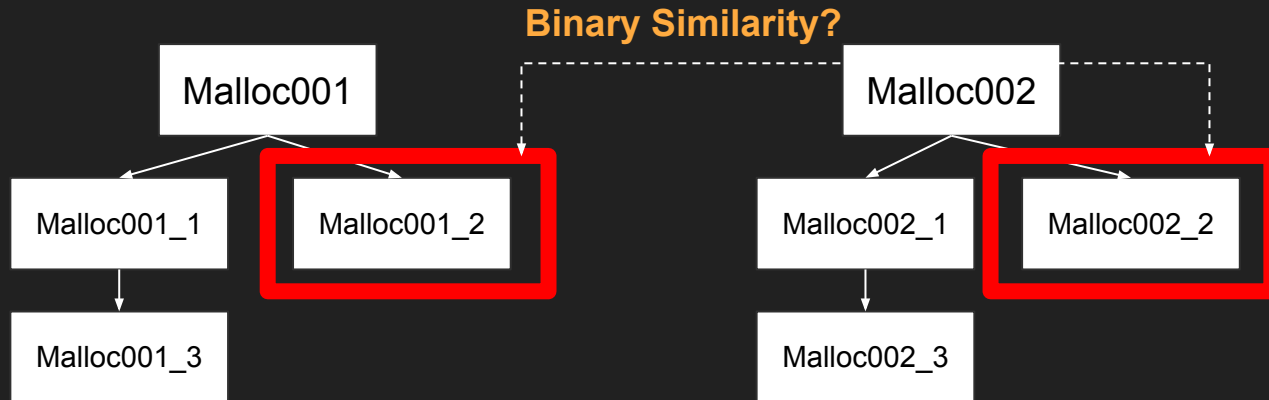 Binary Similarity?
Malloc001
Malloc002
Malloc001_1
Malloc001_2
Malloc002_1
Malloc002_2
Malloc001_3
Malloc002_3